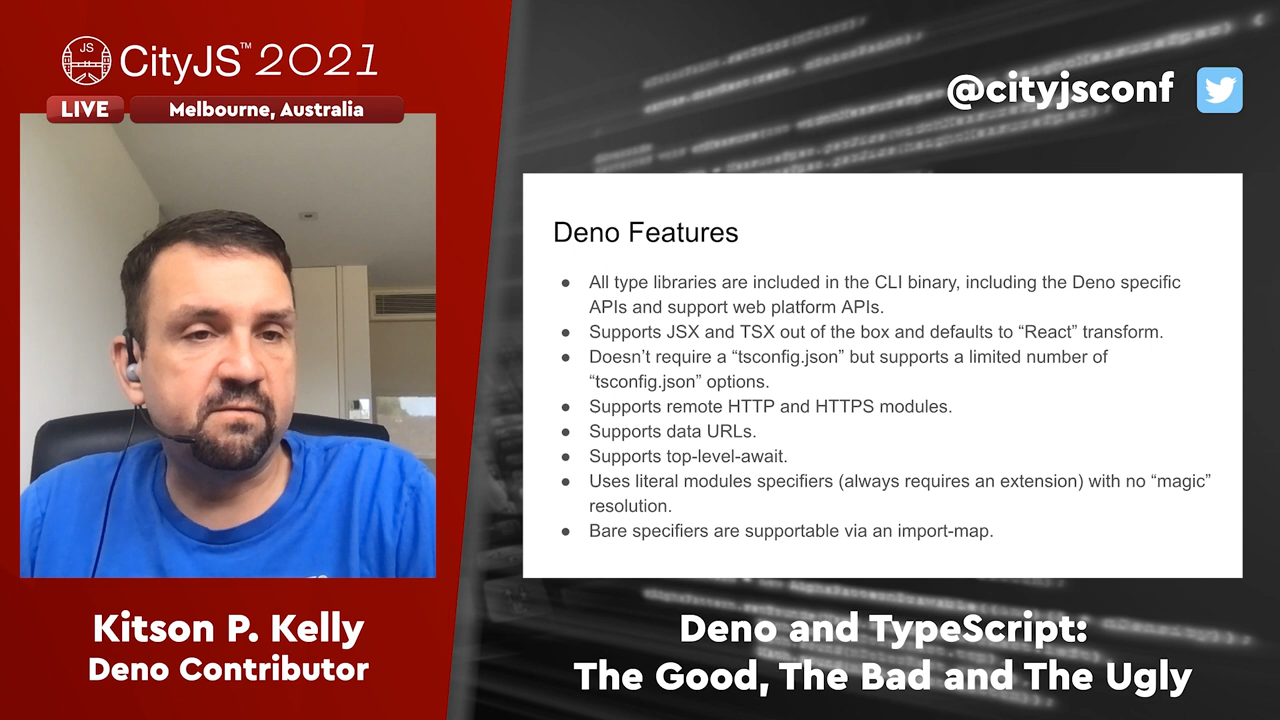 JS
CityJS™ 2021
LIVE
Melbourne, Australia
@cityjsconf
Deno Features
● All type libraries are included in the CLI binary, including the Deno specific
APIs and support web platform APIs.
● Supports JSX and TSX out of the box and defaults to “React” transform.
● Doesn’t require a “tsconfig.json” but supports a limited number of
“tsconfig.json” options.
● Supports remote HTTP and HTTPS modules.
● Supports data URLs.
● Supports top-level-await.
● Uses literal modules specifiers (always requires an extension) with no “magic”
resolution.
● Bare specifiers are supportable via an import-map.
Kitson P. Kelly
Deno Contributor
Deno and TypeScript:
The Good, The Bad and The Ugly